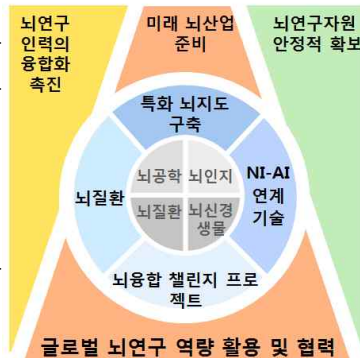 뇌연구
인력의
융합화
촉진
미래 뇌산업
준비
뇌연구자원
안정적 확보
특화 뇌지도
구축
뇌질환
뇌공학
뇌인지
뇌질환
뇌신경
생물
NI-AI
연계
기술
뇌융합 챌린지 프로
젝트
글로벌 뇌연구 역량 활용 및 협력